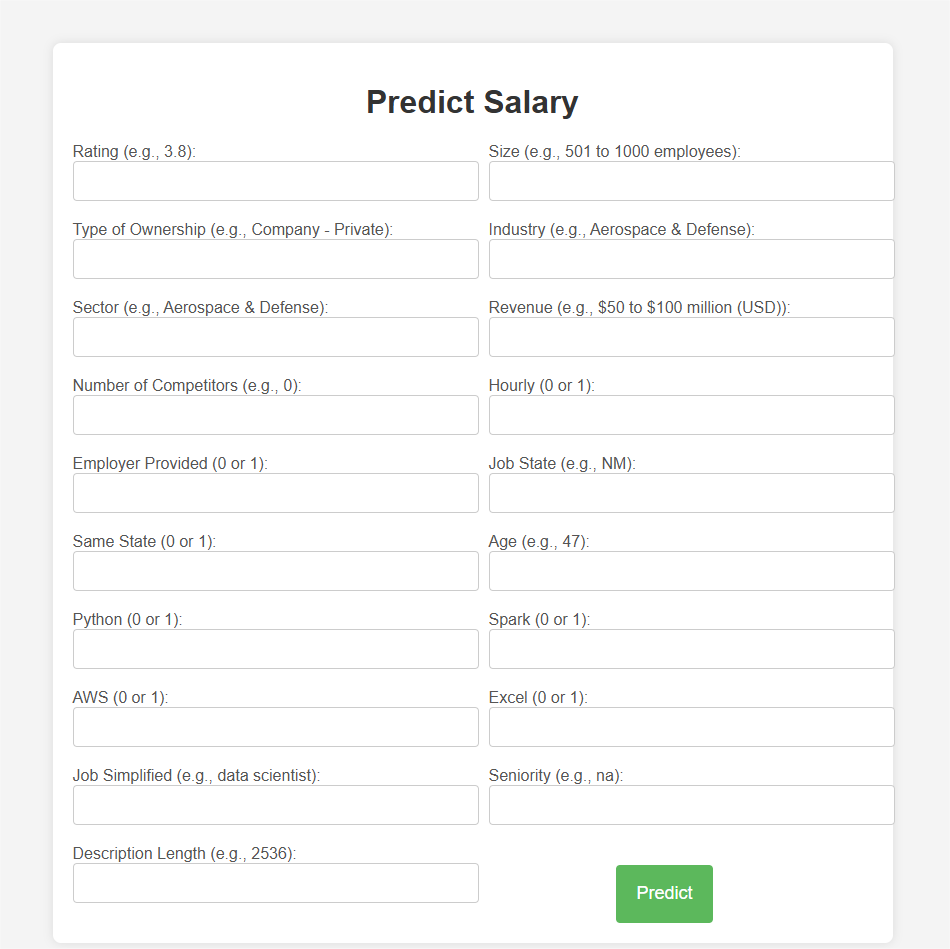 Predict Salary
Rating (e.g., 3.8):
Size (e.g., 501 to 1000 employees):
Type of Ownership (e.g., Company - Private):
Industry (e.g., Aerospace & Defense):
Sector (e.g., Aerospace & Defense):
Revenue (e.g., $50 to $100 million (USD)):
Number of Competitors (e.g., 0):
Hourly (0 or 1):
Employer Provided (0 or 1):
Job State (e.g., NM):
Same State (0 or 1):
Age (e.g., 47):
Python (0 or 1):
Spark (0 or 1):
AWS (0 or 1):
Excel (0 or 1):
Job Simplified (e.g., data scientist):
Seniority (e.g., na):
Description Length (e.g., 2536):
Predict